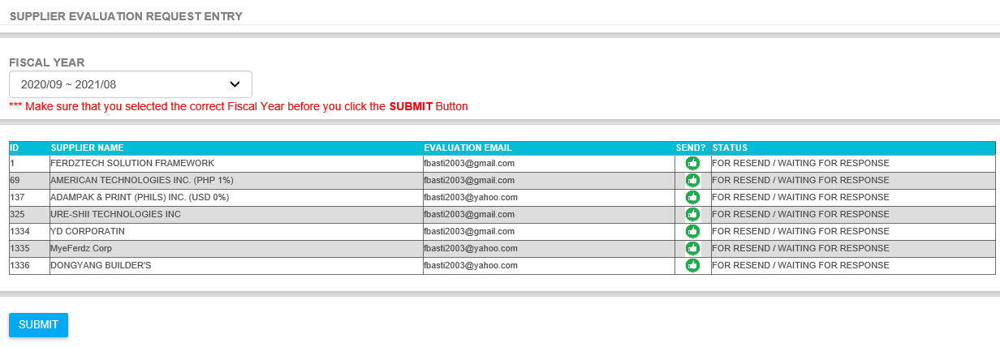 SUPPLIER EVALUATION REQUEST ENTRY
FISCAL YEAR
2020/09 ~ 2021/08
*** Make sure that you selected the correct Fiscal Year before you click the SUBMIT Button
ID SUPPLIER NAME EVALUATION EMAIL SEND? STATUS
1 FERDZTECH SOLUTION FRAMEWORK fbasti2003@gmail.com FOR RESEND / WAITING FOR RESPONSE
69 AMERICAN TECHNOLOGIES INC. (PHP 1%) fbasti2003@gmail.com FOR RESEND / WAITING FOR RESPONSE
137 ADAMPAK & PRINT (PHILS) INC. (USD 0%) fbasti2003@yahoo.com FOR RESEND / WAITING FOR RESPONSE
325 URE-SHII TECHNOLOGIES INC fbasti2003@gmail.com FOR RESEND / WAITING FOR RESPONSE
1334 YD CORPORATIN fbasti2003@gmail.com FOR RESEND / WAITING FOR RESPONSE
1335 MyeFerdz Corp fbasti2003@yahoo.com FOR RESEND / WAITING FOR RESPONSE
1336 DONGYANG BUILDER'S fbasti2003@yahoo.com FOR RESEND / WAITING FOR RESPONSE
SUBMIT